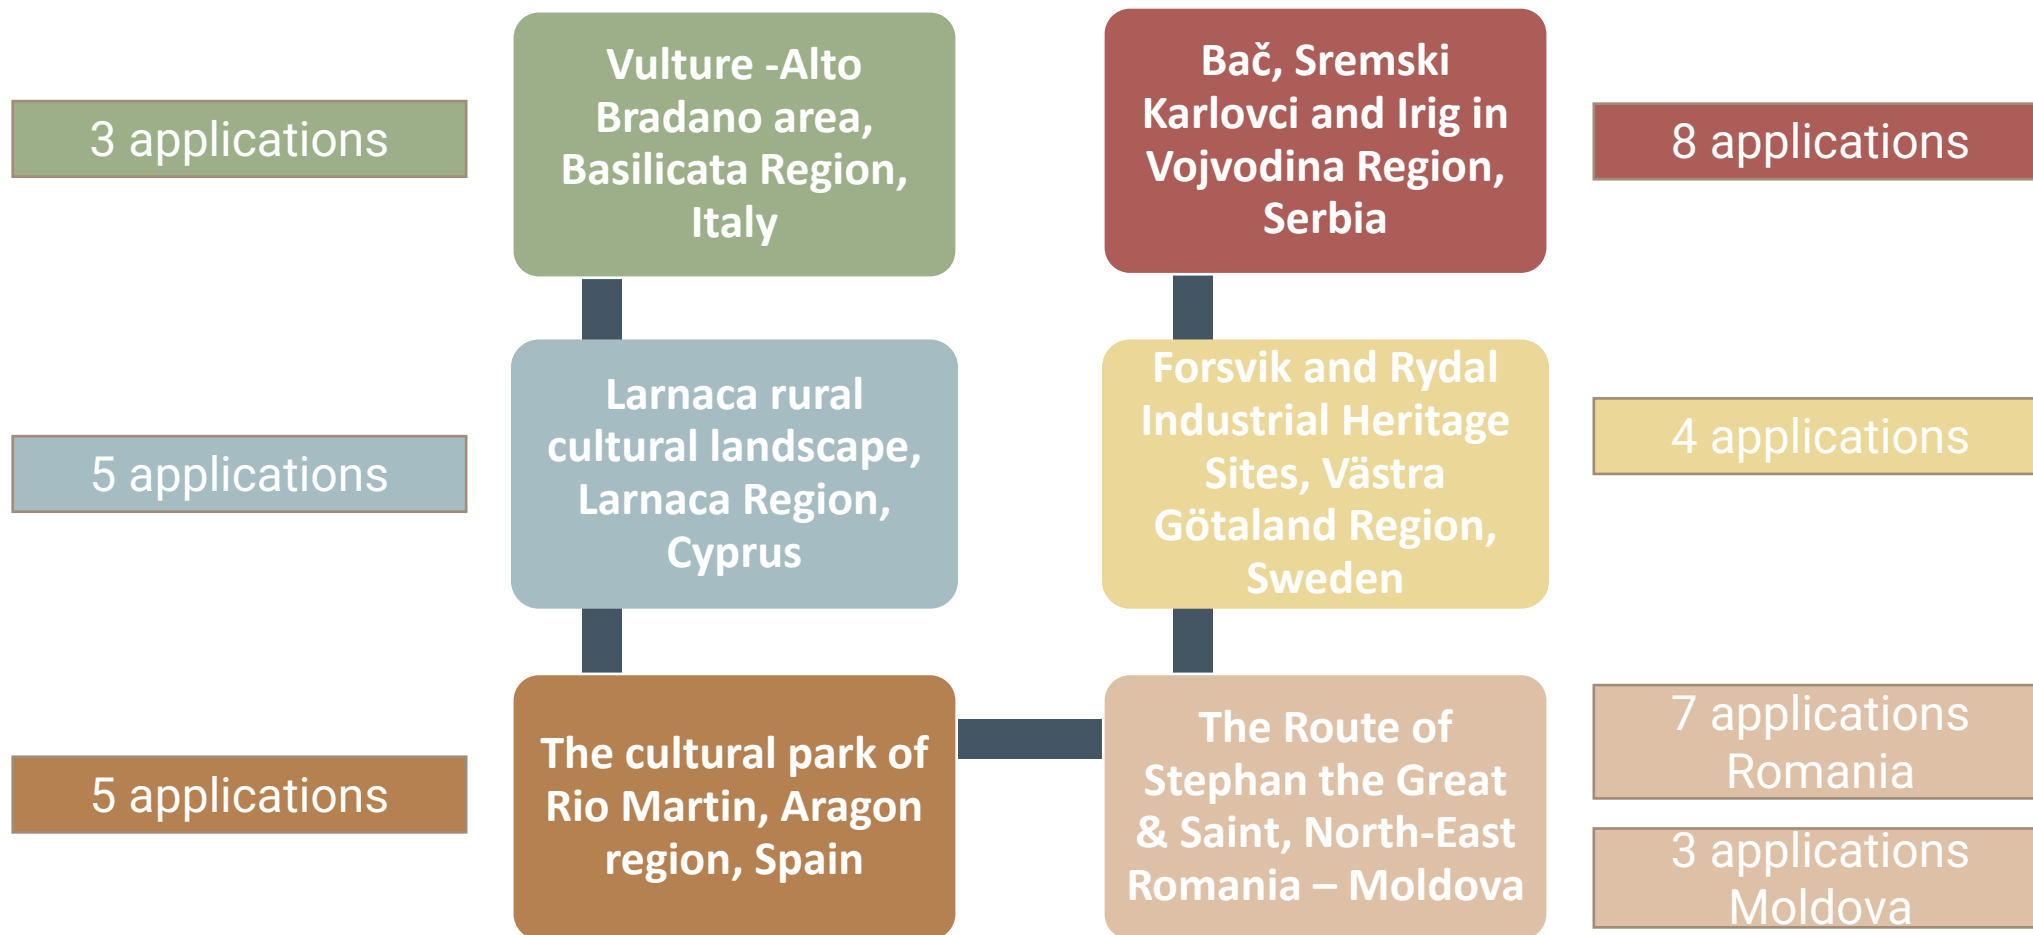 3 applications
Vulture -Alto
Bradano area,
Basilicata Region,
Italy
Bač, Sremski
Karlovci and Irig in
Vojvodina Region,
Serbia
8 applications
5 applications
Larnaca rural
cultural landscape,
Larnaca Region,
Cyprus
Forsvik and Rydal
Industrial Heritage
Sites, Västra
Götaland Region,
Sweden
4 applications
5 applications
The cultural park of
Rio Martin, Aragon
region, Spain
The Route of
Stephan the Great
& Saint, North-East
Romania – Moldova
7 applications
Romania
3 applications
Moldova